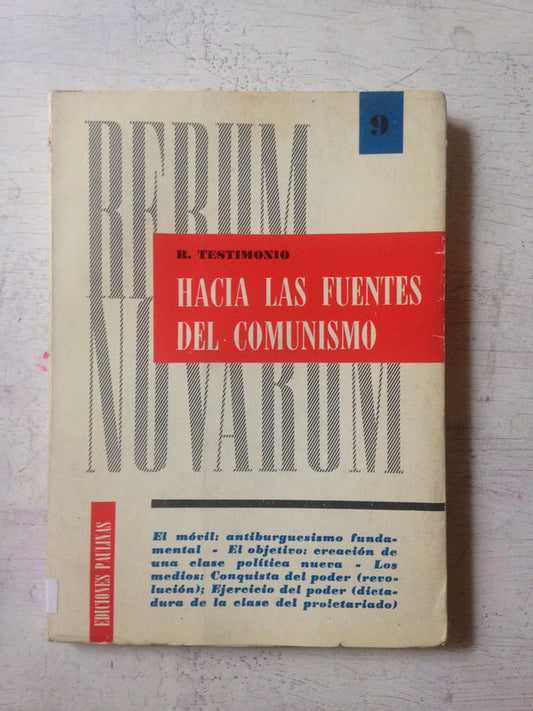 RERUM
9
R. TESTIMONIO
HACIA LAS FUENTES
DEL COMUNISMO
NOVARUM
EDICIONES PAULINAS
El móvil: antiburguesismo funda-
mental - El objetivo: creación de
una clase política nueva - Los
medios: Conquista del poder (revo-
lución); Ejercicio del poder (dicta-
dura de la clase del proletariado)